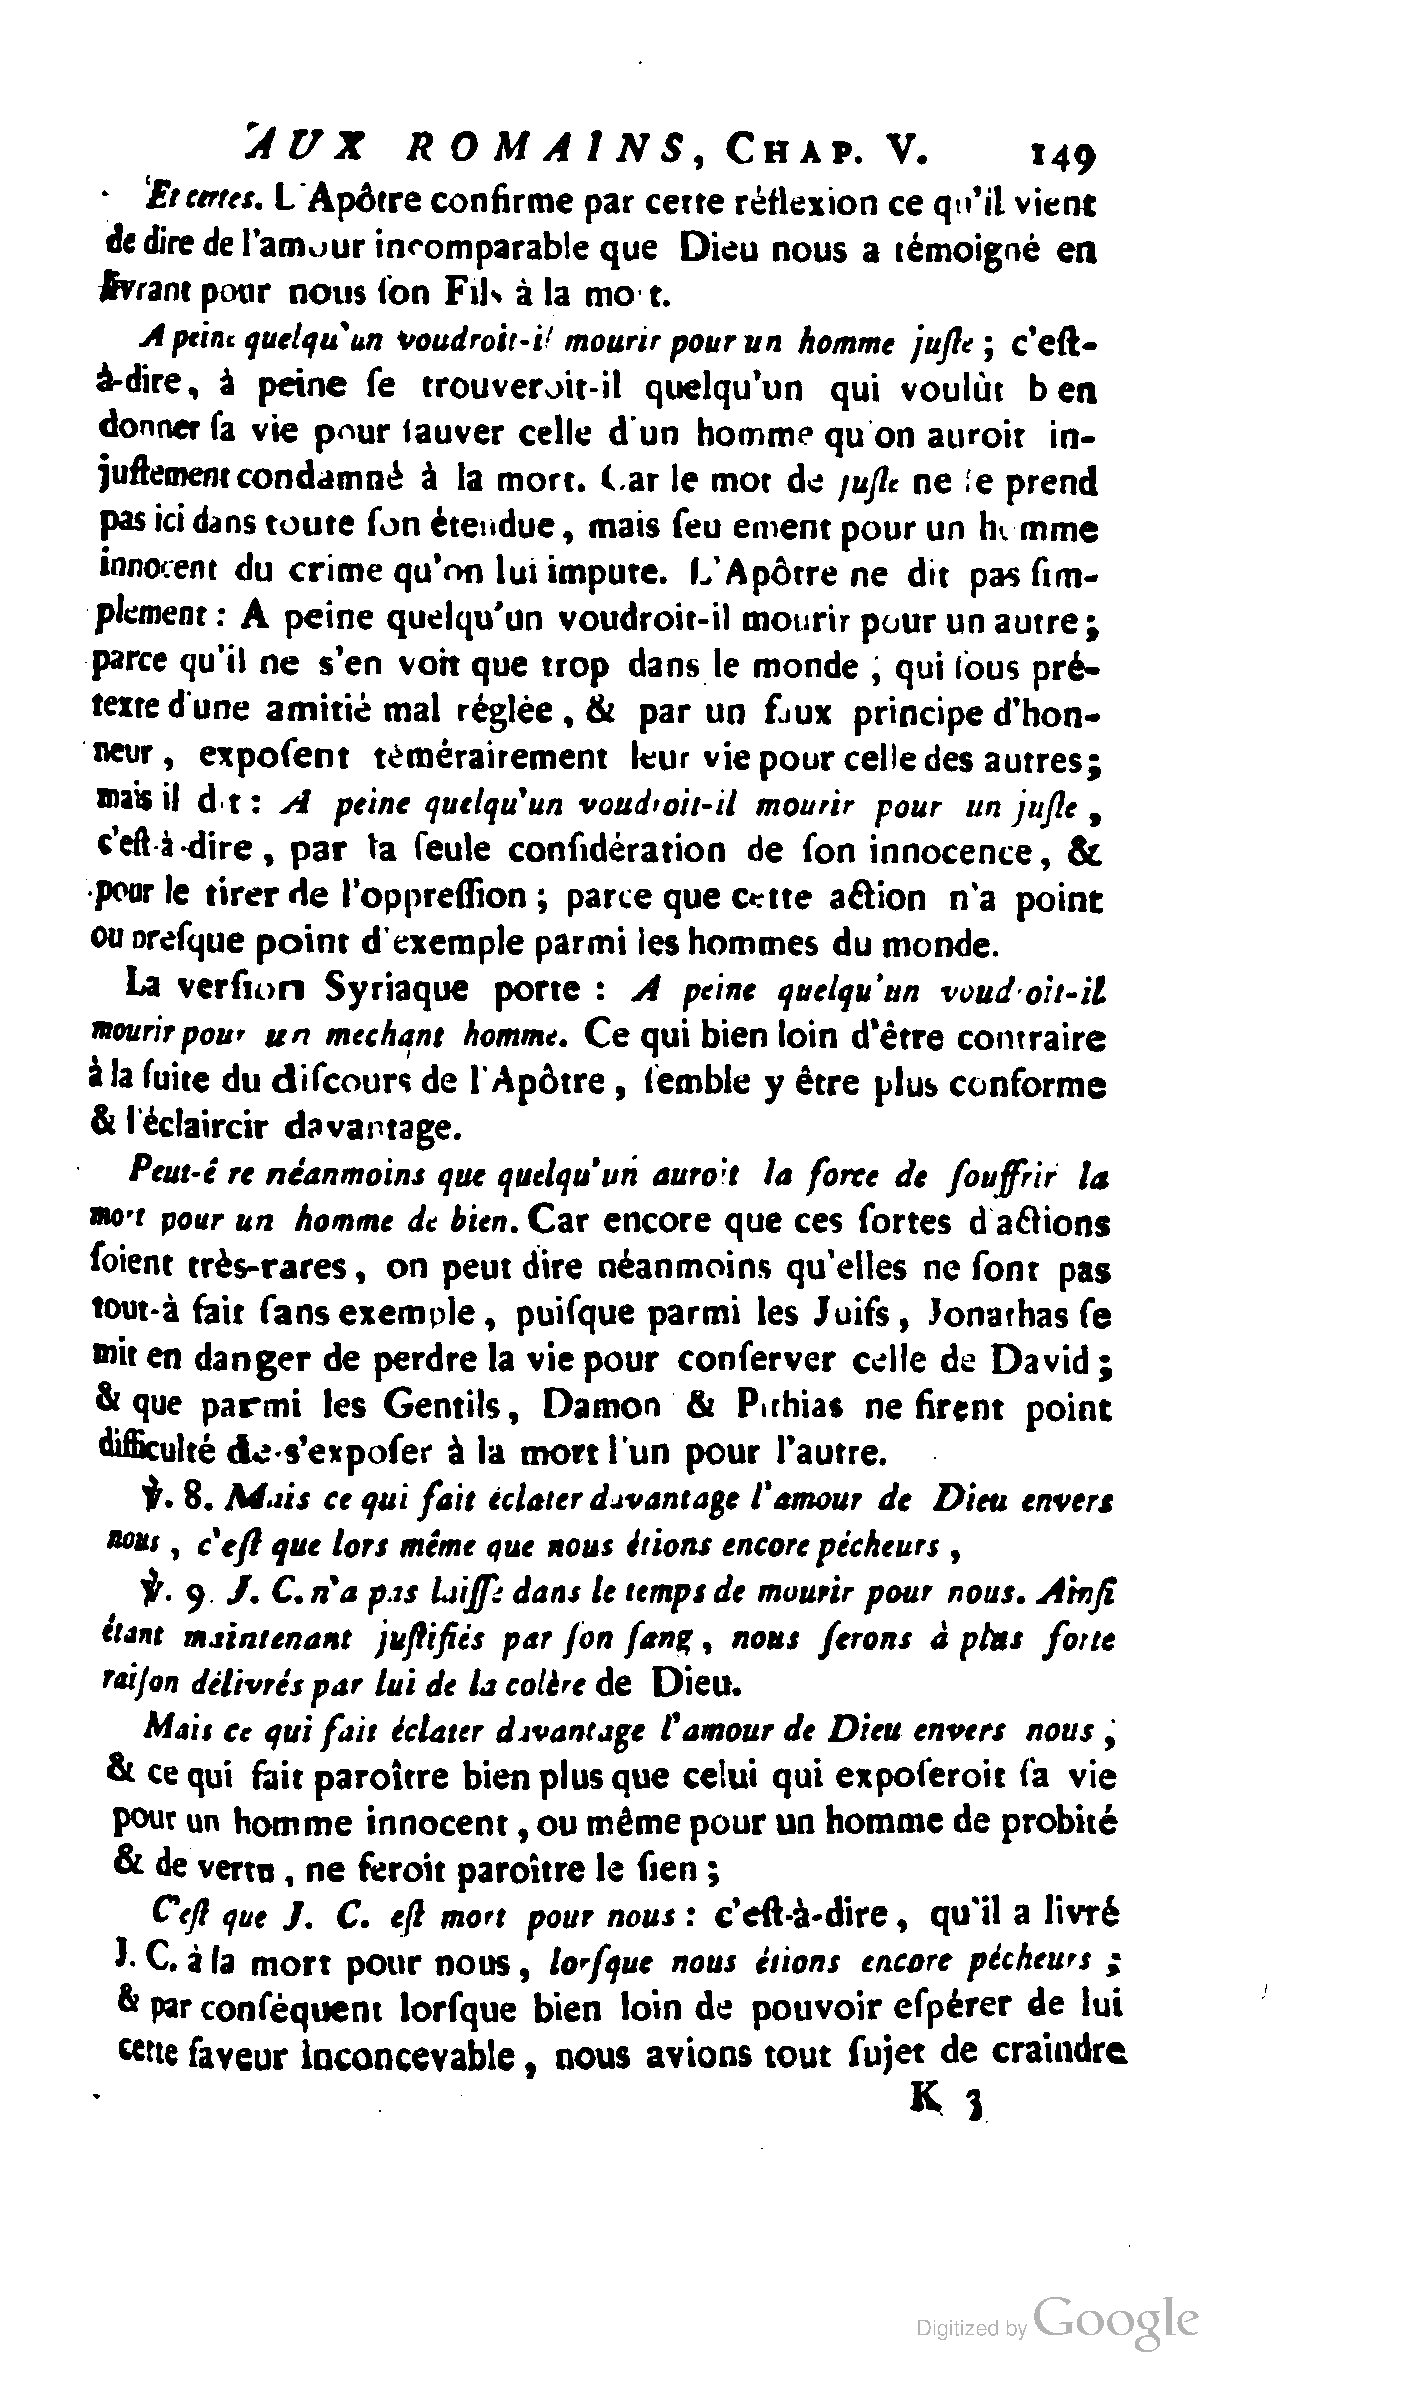 AUX ROMAINS, CHAP. V. 149
Et certes. L'Apôtre confirme par cette réflexion ce qu'il vient
de dire de l'amour incomparable que Dieu nous a témoigné en
livrant pour nous ſon Fils à la mort.
A peine quelqu'un voudroit-il mourir pour un homme juſte ; c'eſt-
à-dire, à peine ſe trouveroit-il quelqu'un qui voulût bien
donner ſa vie pour ſauver celle d'un homme qu'on auroit in-
juſtement condamné à la mort. Car le mot de juſte ne ſe prend
pas ici dans toute ſon étendue, mais ſeulement pour un homme
innocent du crime qu'on lui impute. L'Apôtre ne dit pas ſim-
plement : A peine quelqu'un voudroit-il mourir pour un autre ;
parce qu'il ne s'en voit que trop dans le monde ; qui ſous pré-
texte d'une amitié mal réglée, & par un faux principe d'hon-
neur, expoſent témérairement leur vie pour celle des autres ;
mais il dit : A peine quelqu'un voudroit-il mourir pour un juſte,
c'eſt-à-dire, par la ſeule conſidération de ſon innocence, &
pour le tirer de l'oppreſſion ; parce que cette action n'a point
ou preſque point d'exemple parmi les hommes du monde.
La verſion Syriaque porte : A peine quelqu'un voudroit-il
mourir pour un mechant homme. Ce qui bien loin d'être contraire
à la ſuite du diſcours de l'Apôtre, ſemble y être plus conforme
& l'éclaircir davantage.
Peut-être néanmoins que quelqu'un auroit la force de ſouffrir la
mort pour un homme de bien. Car encore que ces ſortes d'actions
ſoient très-rares, on peut dire néanmoins qu'elles ne ſont pas
tout-à fait ſans exemple, puiſque parmi les Juifs, Jonathas ſe
mit en danger de perdre la vie pour conſerver celle de David ;
& que parmi les Gentils, Damon & Pithias ne firent point
difficulté de s'expoſer à la mort l'un pour l'autre.
℣. 8. Mais ce qui fait éclater davantage l'amour de Dieu envers
nous, c'eſt que lors même que nous étions encore pécheurs,
℣. 9. J. C. n'a pas laiſſé dans le temps de mourir pour nous. Ainſi
étant maintenant juſtifiés par ſon ſang, nous ſerons à plus forte
raiſon délivrés par lui de la colère de Dieu.
Mais ce qui fait éclater davantage l'amour de Dieu envers nous ;
& ce qui fait paroître bien plus que celui qui expoſeroit ſa vie
pour un homme innocent, ou même pour un homme de probité
& de vertu, ne feroit paroître le ſien ;
C'eſt que J. C. eſt mort pour nous : c'eſt-à-dire, qu'il a livré
J. C. à la mort pour nous, lorſque nous étions encore pécheurs ;
& par conſéquent lorſque bien loin de pouvoir eſpérer de lui
cette faveur inconcevable, nous avions tout ſujet de craindre
K 3
Digitized by Google